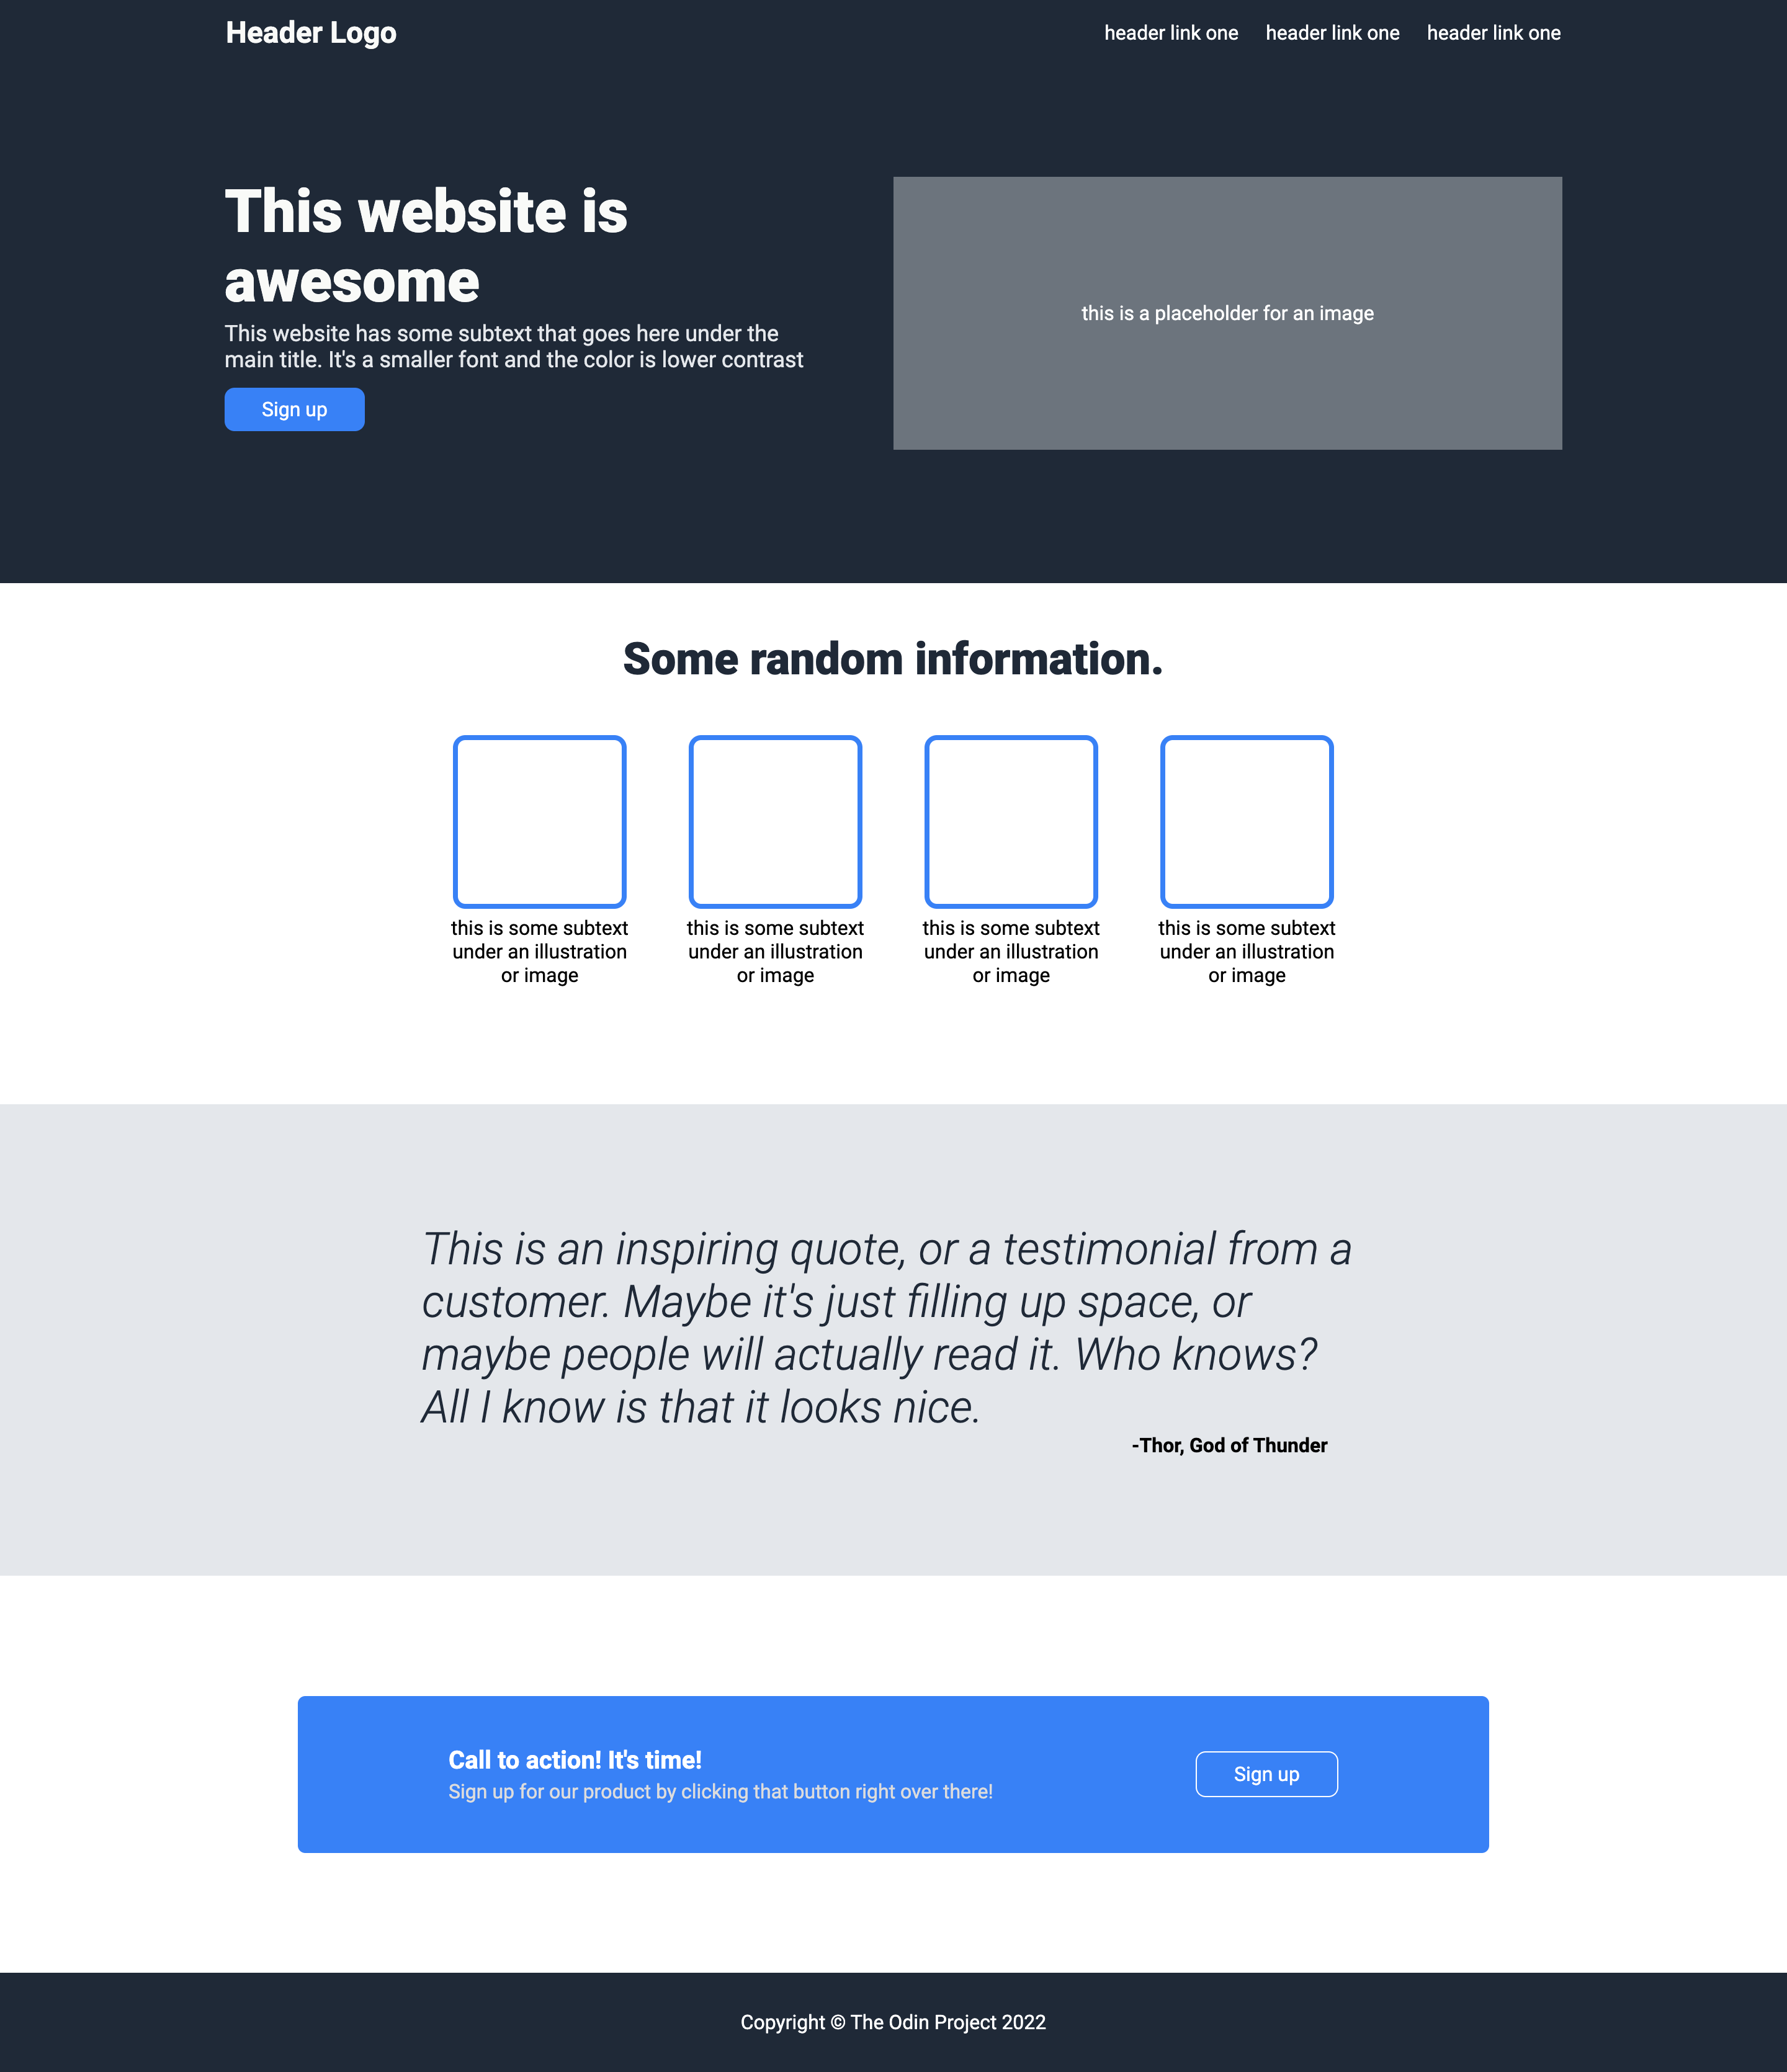 Header Logo
header link one
header link one
header link one
This website is
awesome
This website has some subtext that goes here under the
main title. It's a smaller font and the color is lower contrast
Sign up
this is a placeholder for an image
Some random information.
this is some subtext
under an illustration
or image
this is some subtext
under an illustration
or image
this is some subtext
under an illustration
or image
this is some subtext
under an illustration
or image
This is an inspiring quote, or a testimonial from a
customer. Maybe it's just filling up space, or
maybe people will actually read it. Who knows?
All I know is that it looks nice.
-Thor, God of Thunder
Call to action! It's time!
Sign up for our product by clicking that button right over there!
Sign up
Copyright © The Odin Project 2022